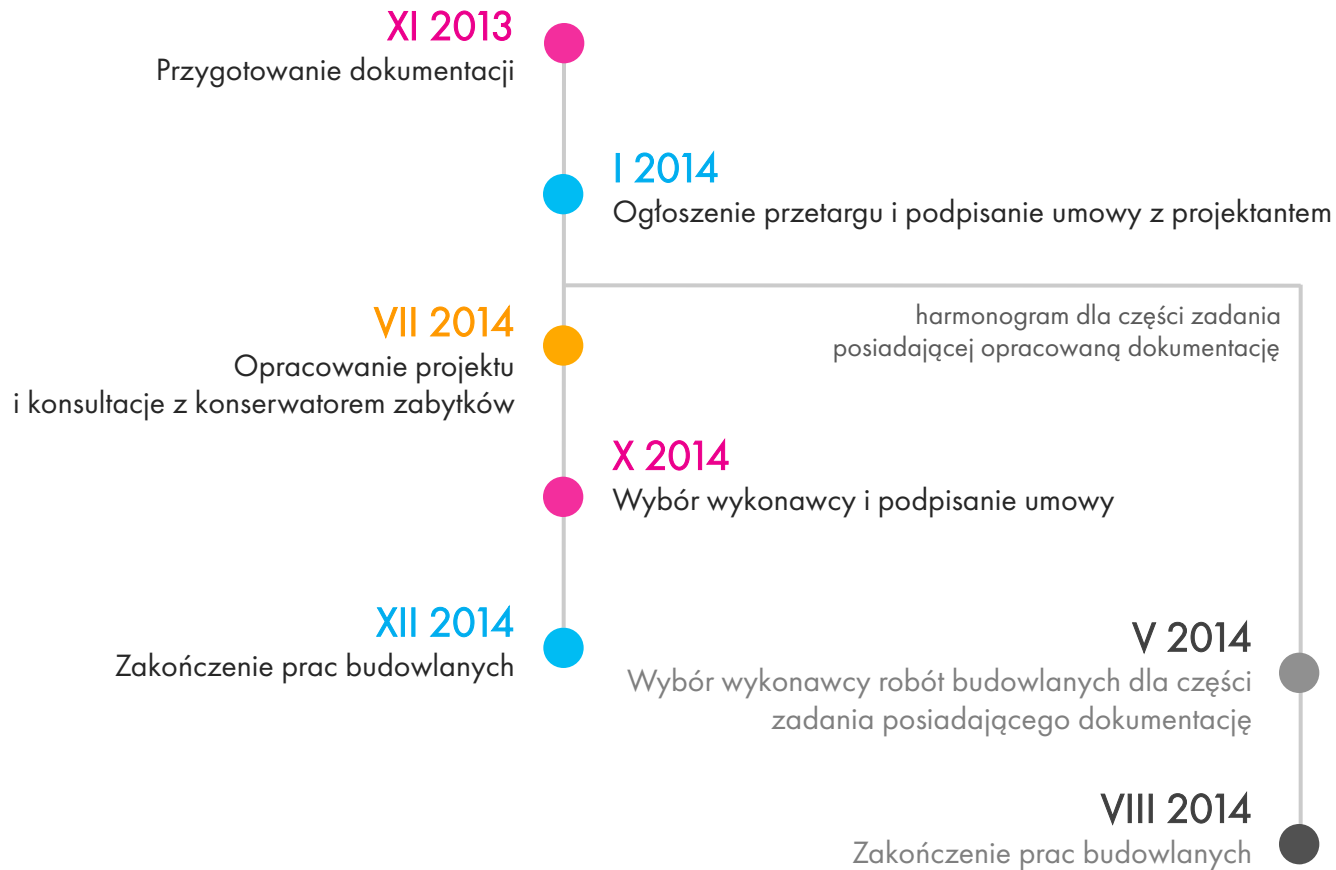 XI 2013
Przygotowanie dokumentacji
I 2014
Ogłoszenie przetargu i podpisanie umowy z projektantem
harmonogram dla części zadania
posiadającej opracowaną dokumentację
VII 2014
Opracowanie projektu
i konsultacje z konserwatorem zabytków
X 2014
Wybór wykonawcy i podpisanie umowy
XII 2014
Zakończenie prac budowlanych
V 2014
Wybór wykonawcy robót budowlanych dla części
zadania posiadającego dokumentację
VIII 2014
Zakończenie prac budowlanych